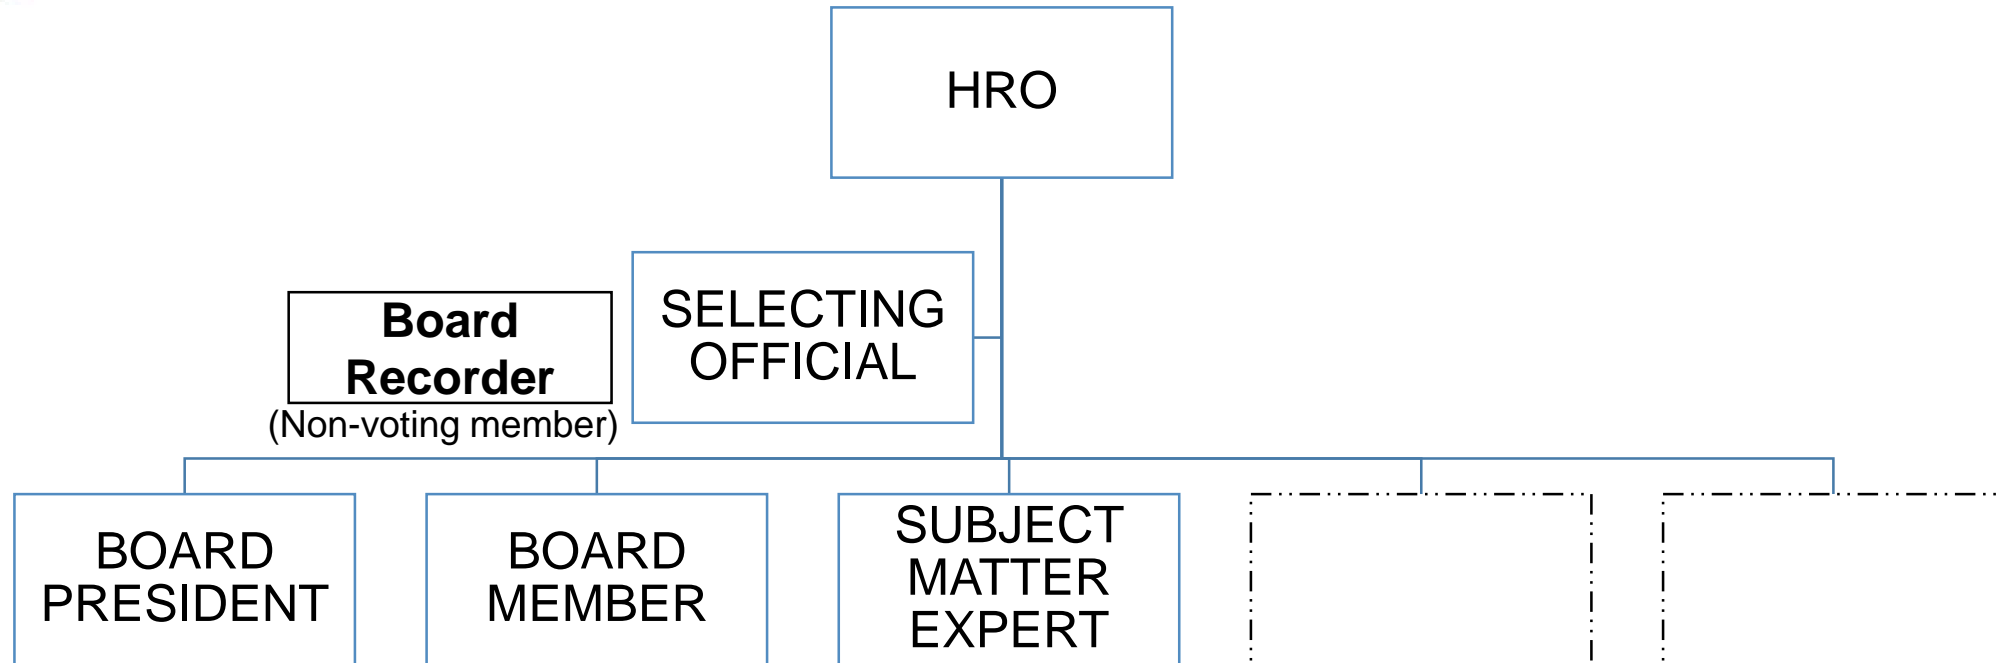 HRO
SELECTING
OFFICIAL
Board
Recorder
(Non-voting member)
BOARD
PRESIDENT
BOARD
MEMBER
SUBJECT
MATTER
EXPERT